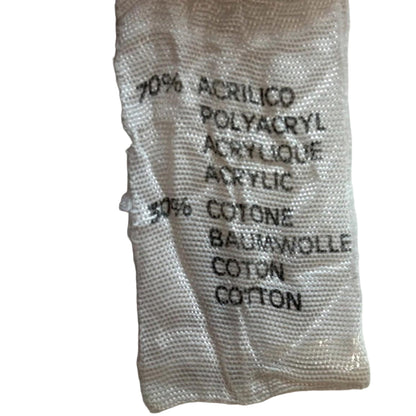 70% ACRILICO
POLYACRYL
ACRYLIQUE
ACRYLIC
30% COTONE
BAUMWOLLE
COTON
COTTON